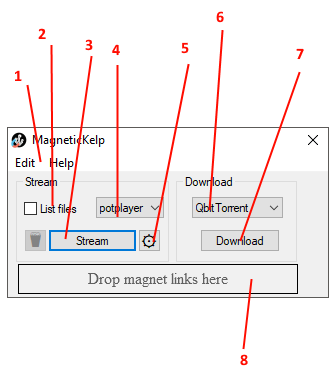 6
2
3
4
5
7
1
MagneticKelp
Edit Help
Stream
Download
List files
potplayer
QbitTorrent
Stream
Download
Drop magnet links here
8